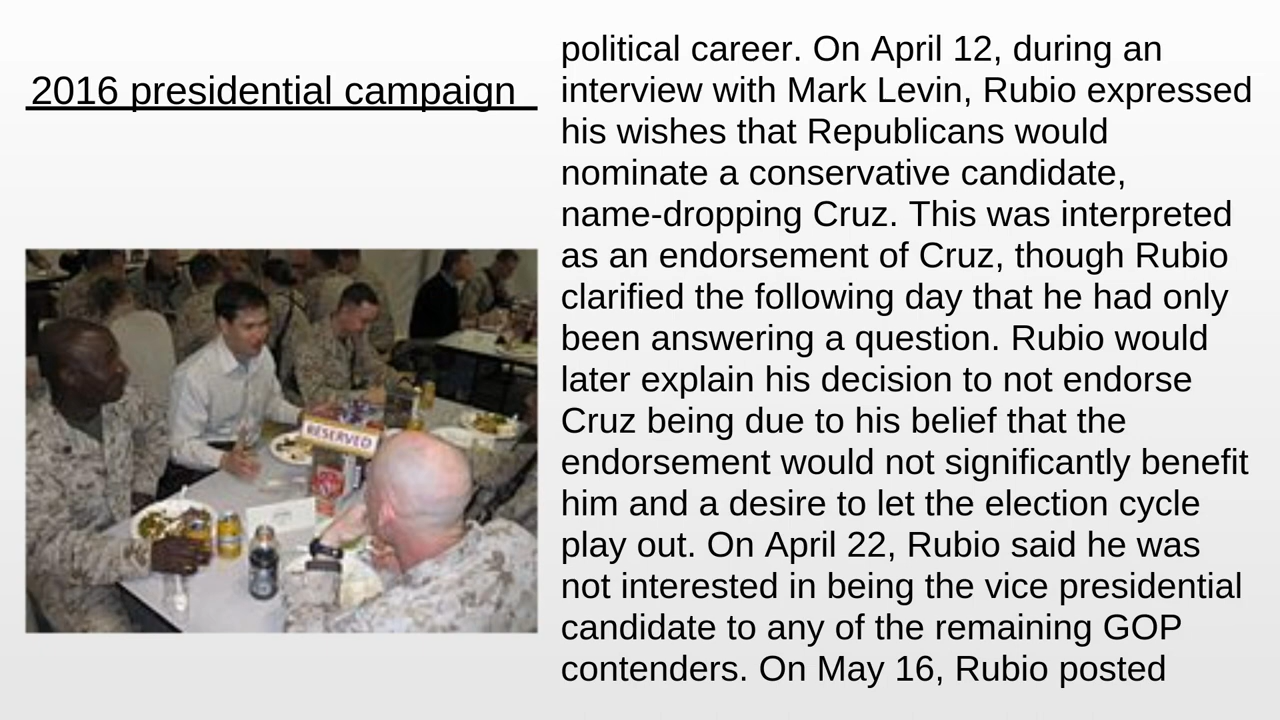 2016 presidential campaign
political career. On April 12, during an
interview with Mark Levin, Rubio expressed
his wishes that Republicans would
nominate a conservative candidate,
name-dropping Cruz. This was interpreted
as an endorsement of Cruz, though Rubio
clarified the following day that he had only
been answering a question. Rubio would
later explain his decision to not endorse
Cruz being due to his belief that the
endorsement would not significantly benefit
him and a desire to let the election cycle
play out. On April 22, Rubio said he was
not interested in being the vice presidential
candidate to any of the remaining GOP
contenders. On May 16, Rubio posted
RESERVED